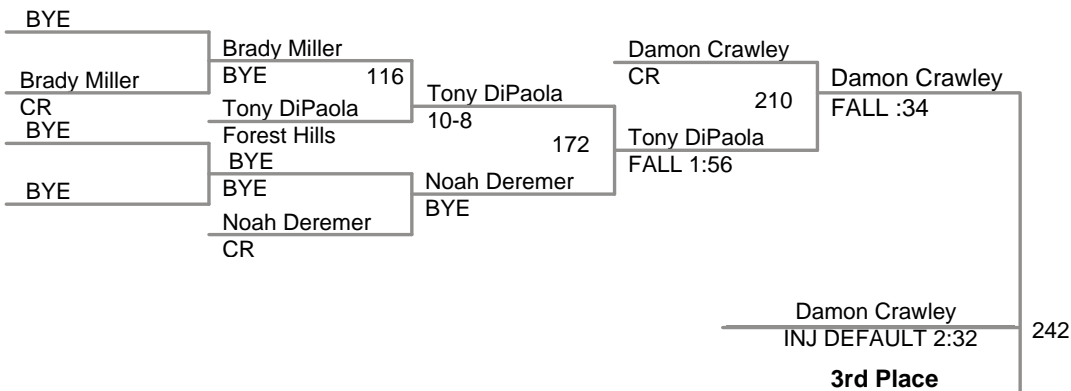 BYE
Brady Miller
CR
BYE
BYE
Brady Miller
BYE
116
Tony DiPaola
Forest Hills
BYE
BYE
Noah Deremer
CR
Tony DiPaola
10-8
172
Noah Deremer
BYE
Damon Crawley
CR
210
Tony DiPaola
FALL 1:56
Damon Crawley
FALL :34
Damon Crawley
INJ DEFAULT 2:32
242
3rd Place